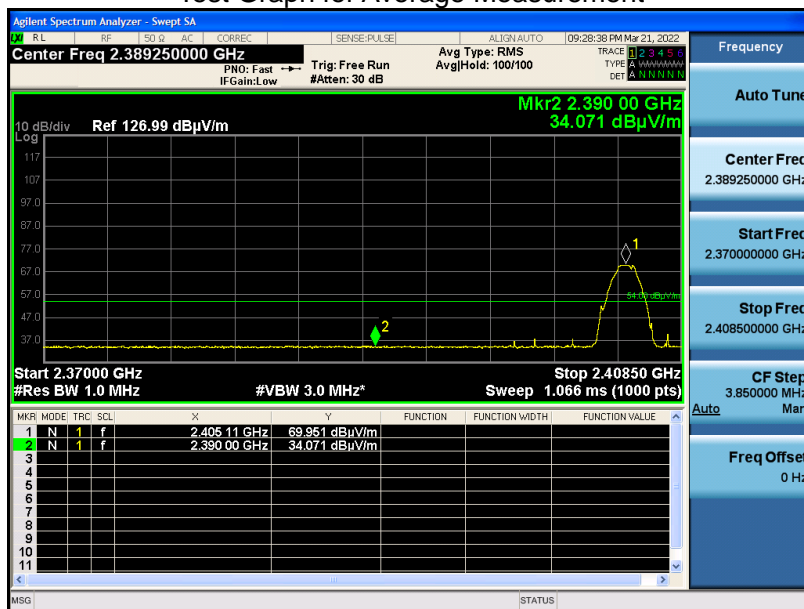 Test Graph for Average Measurement
Agilent Spectrum Analyzer - Swept SA
LXI RL RF 50 Ω AC CORREC SENSE:PULSE ALIGN AUTO 09:28:38 PM Mar 21, 2022
Center Freq 2.389250000 GHz
PNO: Fast
IFGain:Low
Trig: Free Run
#Atten: 30 dB
Avg Type: RMS
Avg|Hold: 100/100
TRACE 1 2 3 4 5 6
TYPE A WWWWW
DET A N N N N N
Mkr2 2.390 00 GHz
34.071 dBµV/m
10 dB/div Ref 126.99 dBµV/m
Log
117
107
97.0
87.0
77.0
67.0
57.0
47.0
37.0
1
54.00 dBµV/m
2
Start 2.37000 GHz Stop 2.40850 GHz
#Res BW 1.0 MHz #VBW 3.0 MHz* Sweep 1.066 ms (1000 pts)
MKR MODE TRC SCL X Y FUNCTION FUNCTION WIDTH FUNCTION VALUE
1 N 1 f 2.405 11 GHz 69.951 dBµV/m
2 N 1 f 2.390 00 GHz 34.071 dBµV/m
3
4
5
6
7
8
9
10
11
MSG STATUS
Frequency
Auto Tune
Center Freq
2.389250000 GHz
Start Freq
2.370000000 GHz
Stop Freq
2.408500000 GHz
CF Step
3.850000 MHz
Auto Man
Freq Offset
0 Hz